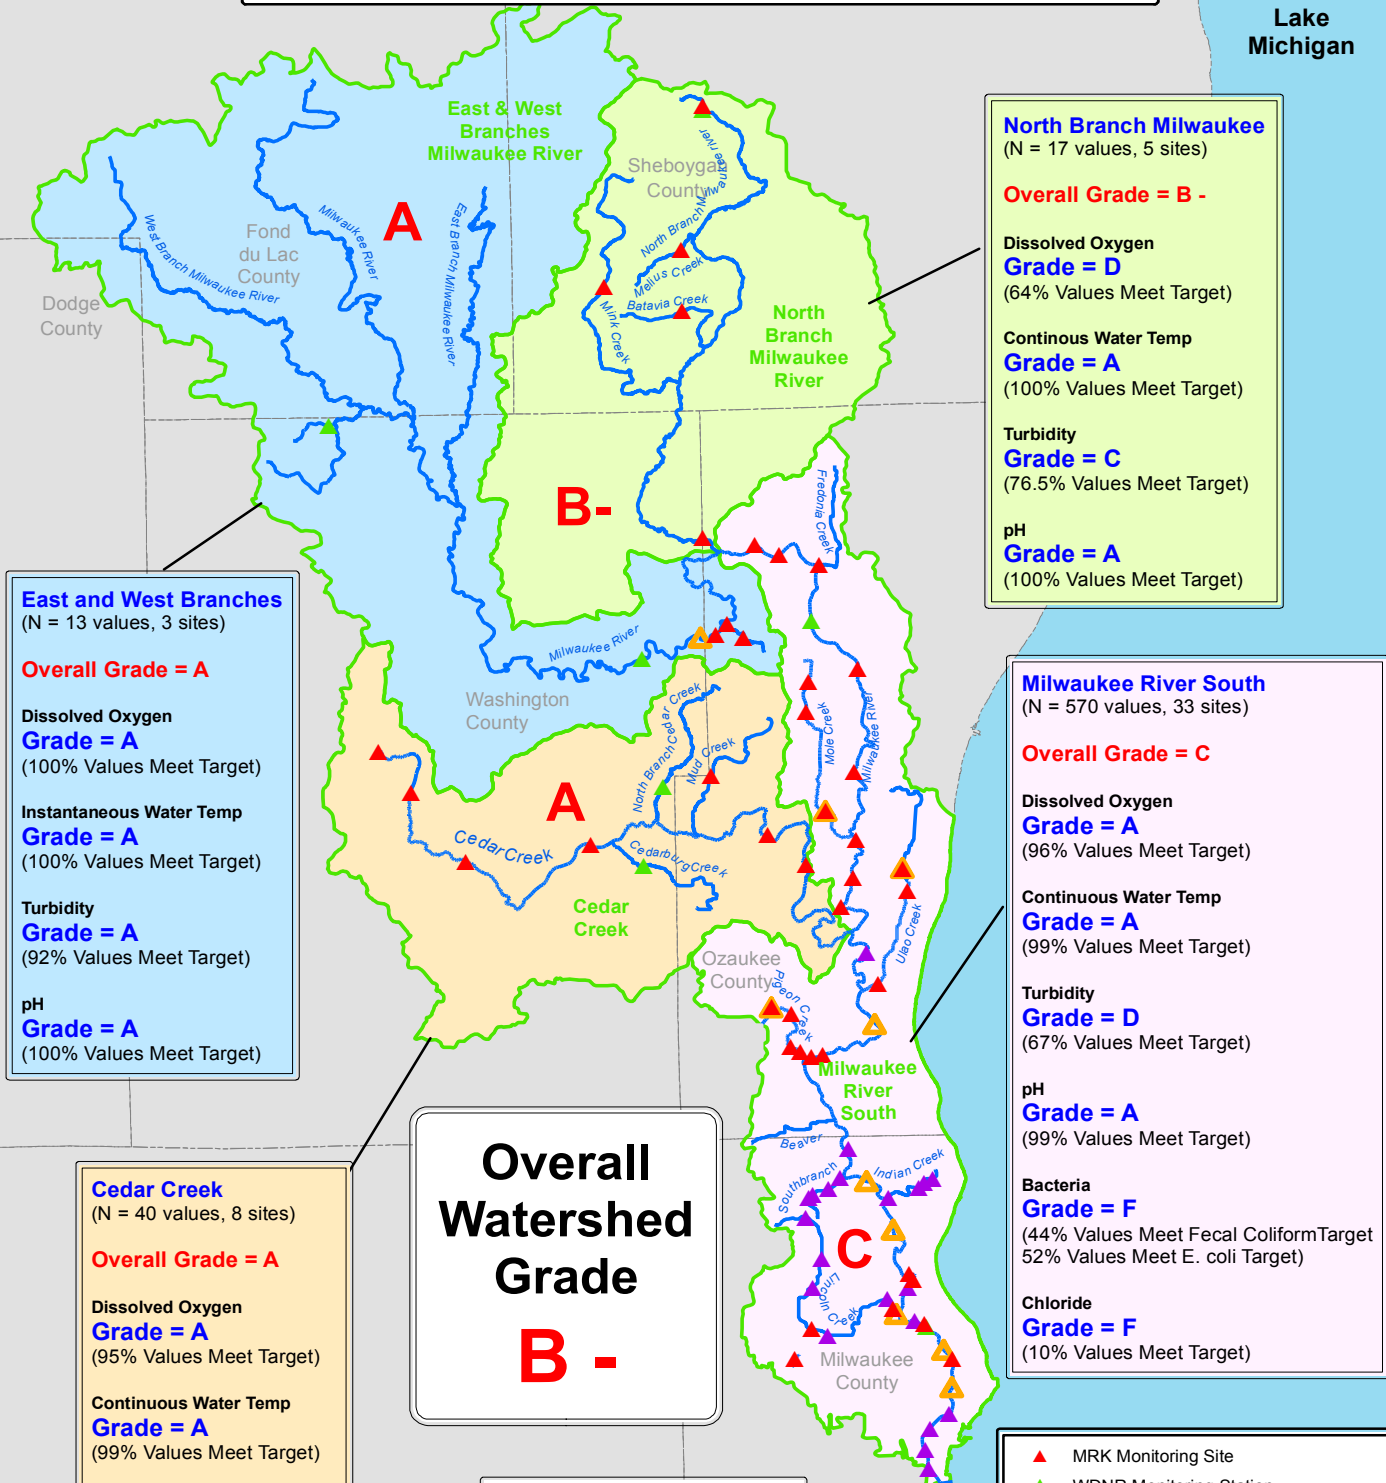 Lake
Michigan
East & West
Branches
Milwaukee River
Sheboygan
County
North Branch Milwaukee river
A
West Branch Milwaukee River
Fond
du Lac
County
Milwaukee River
East Branch Milwaukee River
Dodge
County
Melius Creek
Batavia Creek
Mink Creek
North
Branch
Milwaukee
River
B-
Fredonia Creek
North Branch Milwaukee
(N = 17 values, 5 sites)
Overall Grade = B -
Dissolved Oxygen
Grade = D
(64% Values Meet Target)
Continous Water Temp
Grade = A
(100% Values Meet Target)
Turbidity
Grade = C
(76.5% Values Meet Target)
pH
Grade = A
(100% Values Meet Target)
East and West Branches
(N = 13 values, 3 sites)
Overall Grade = A
Dissolved Oxygen
Grade = A
(100% Values Meet Target)
Instantaneous Water Temp
Grade = A
(100% Values Meet Target)
Turbidity
Grade = A
(92% Values Meet Target)
pH
Grade = A
(100% Values Meet Target)
Milwaukee River
Washington
County
North Branch Cedar Creek
Mud Creek
Mole Creek
Milwaukee River
A
Cedar Creek
Cedarburg Creek
Cedar
Creek
Ulao Creek
Ozaukee
County
Pigeon Creek
Milwaukee
River
South
Milwaukee River South
(N = 570 values, 33 sites)
Overall Grade = C
Dissolved Oxygen
Grade = A
(96% Values Meet Target)
Continuous Water Temp
Grade = A
(99% Values Meet Target)
Turbidity
Grade = D
(67% Values Meet Target)
pH
Grade = A
(99% Values Meet Target)
Bacteria
Grade = F
(44% Values Meet Fecal ColiformTarget
52% Values Meet E. coli Target)
Chloride
Grade = F
(10% Values Meet Target)
Overall
Watershed
Grade
B -
Beaver
Southbranch
Indian Creek
C
Lincoln Creek
Milwaukee
County
Cedar Creek
(N = 40 values, 8 sites)
Overall Grade = A
Dissolved Oxygen
Grade = A
(95% Values Meet Target)
Continuous Water Temp
Grade = A
(99% Values Meet Target)
MRK Monitoring Site
WDNR Monitoring Station